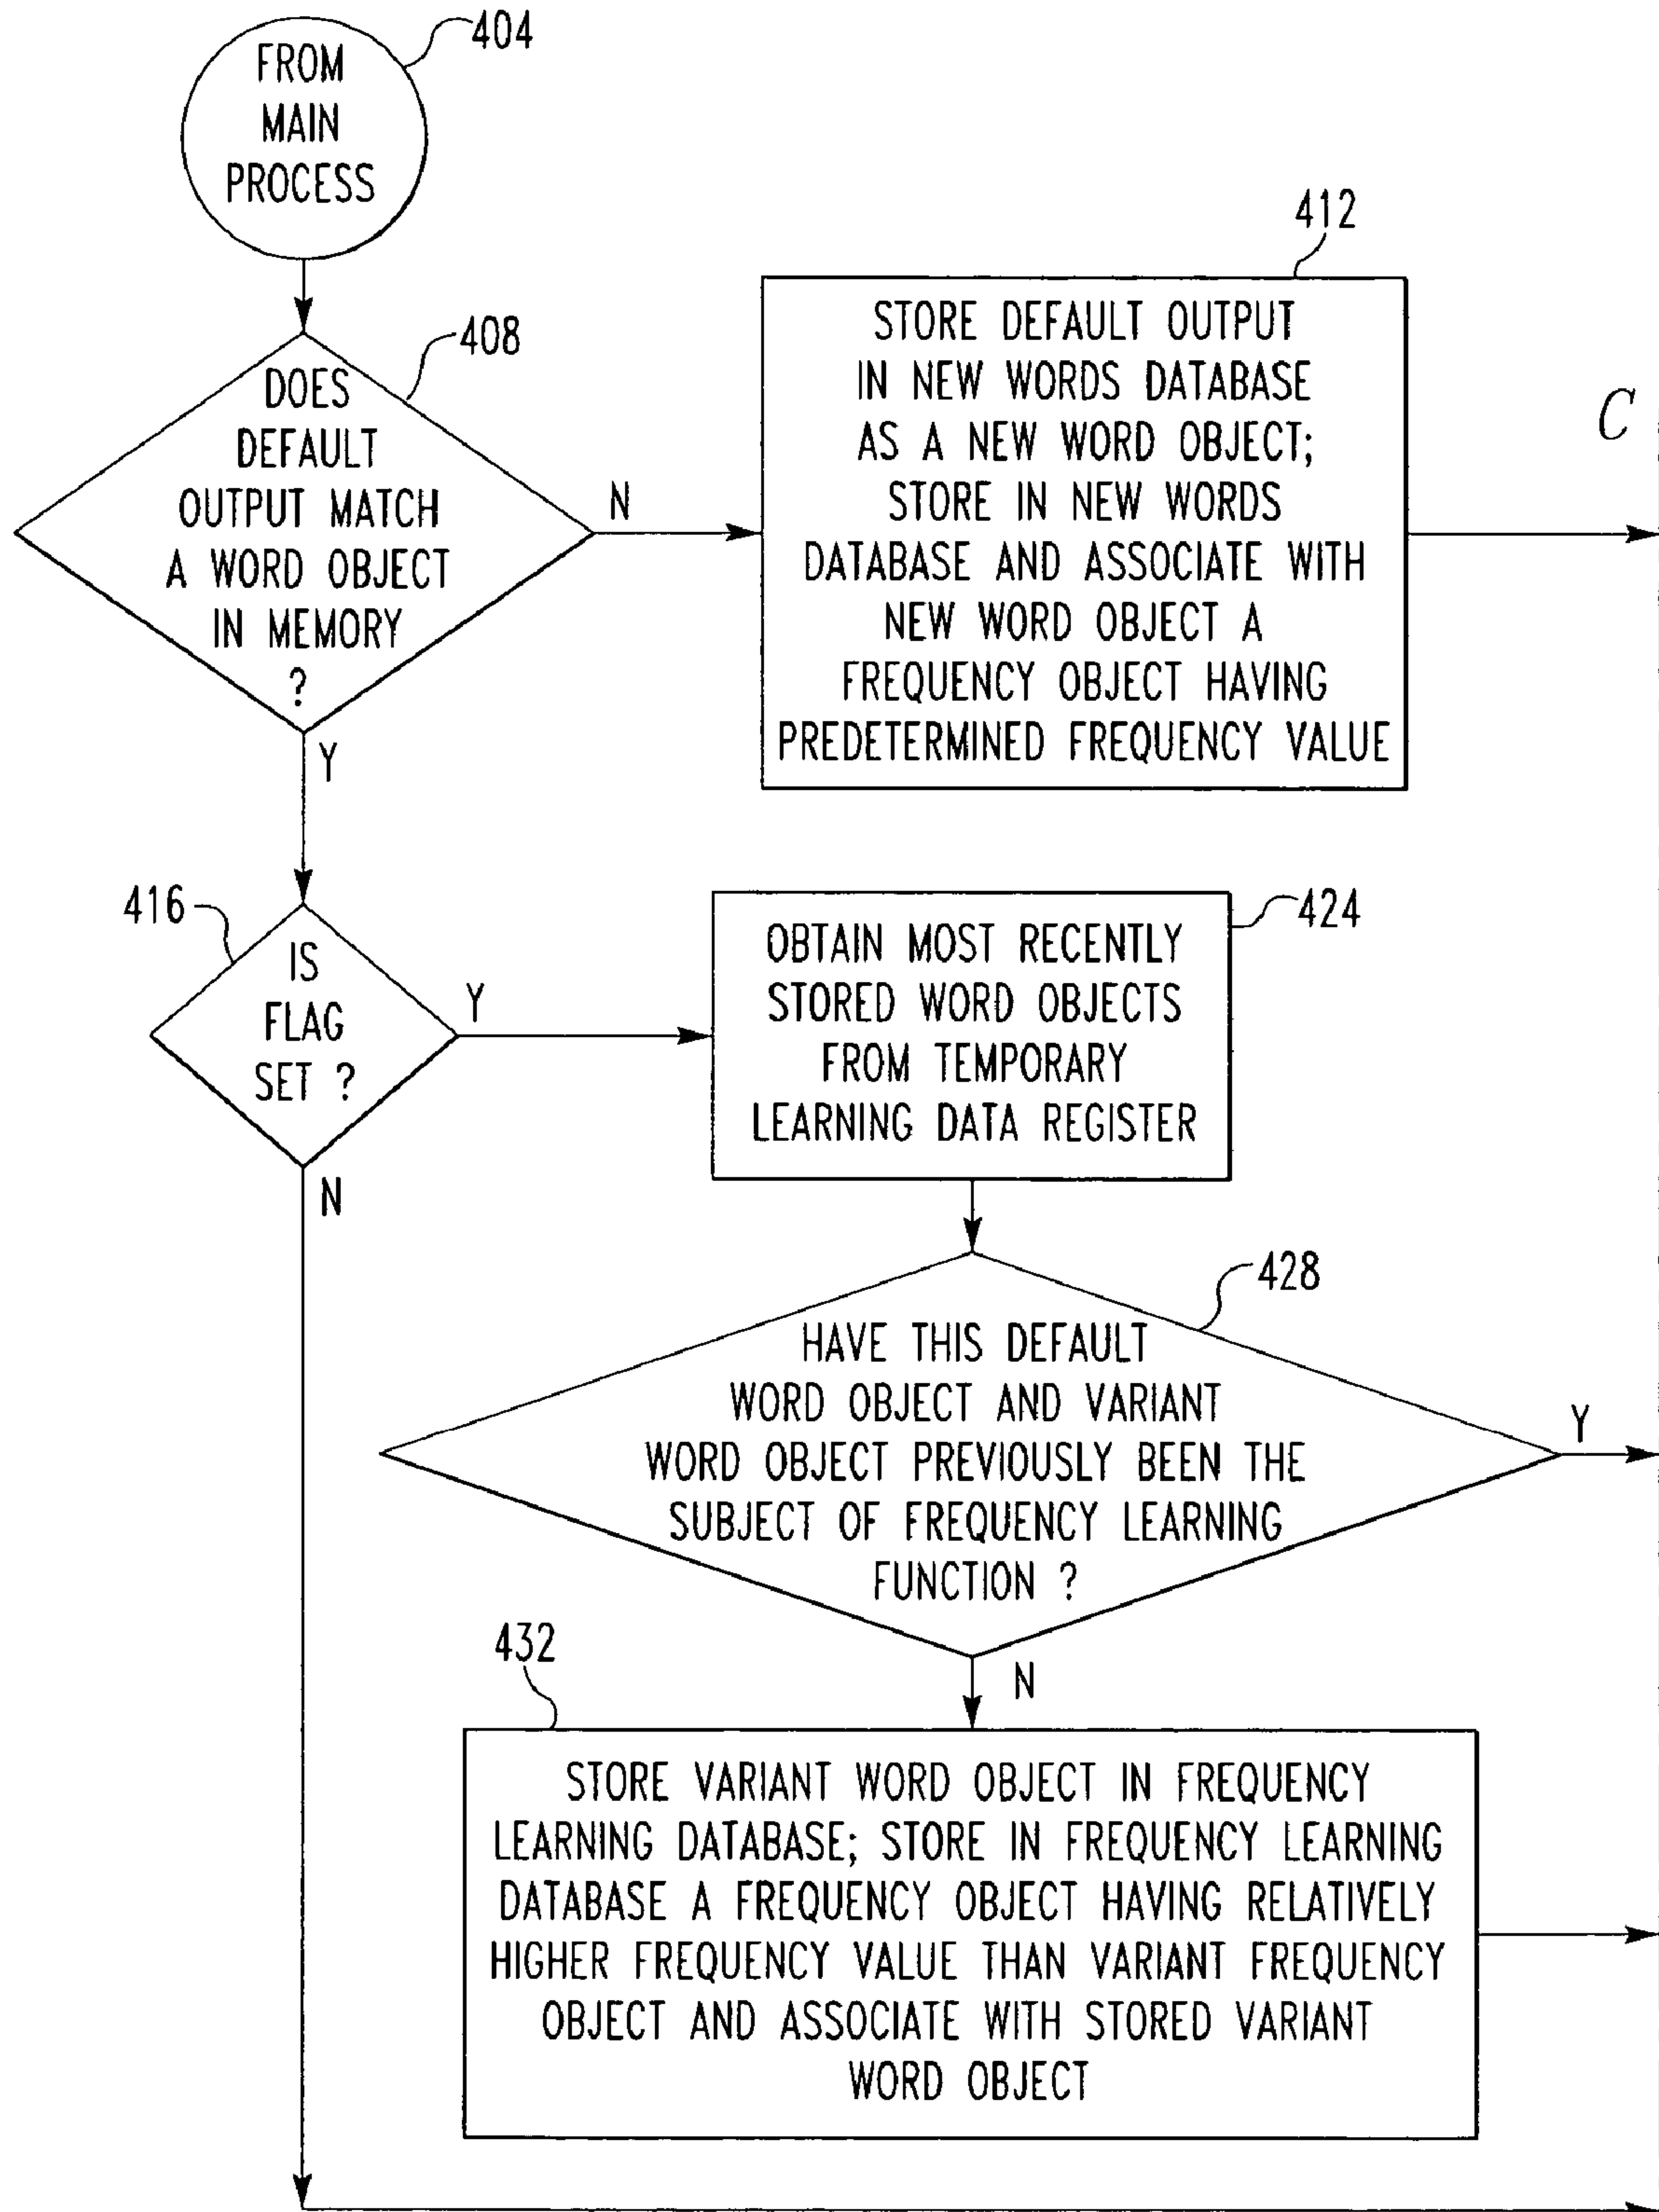 404
FROM
MAIN
PROCESS
408
DOES
DEFAULT
OUTPUT MATCH
A WORD OBJECT
IN MEMORY
?
N
Y
412
STORE DEFAULT OUTPUT
IN NEW WORDS DATABASE
AS A NEW WORD OBJECT;
STORE IN NEW WORDS
DATABASE AND ASSOCIATE WITH
NEW WORD OBJECT A
FREQUENCY OBJECT HAVING
PREDETERMINED FREQUENCY VALUE
C
416
IS
FLAG
SET ?
Y
N
424
OBTAIN MOST RECENTLY
STORED WORD OBJECTS
FROM TEMPORARY
LEARNING DATA REGISTER
428
HAVE THIS DEFAULT
WORD OBJECT AND VARIANT
WORD OBJECT PREVIOUSLY BEEN THE
SUBJECT OF FREQUENCY LEARNING
FUNCTION ?
Y
N
432
STORE VARIANT WORD OBJECT IN FREQUENCY
LEARNING DATABASE; STORE IN FREQUENCY LEARNING
DATABASE A FREQUENCY OBJECT HAVING RELATIVELY
HIGHER FREQUENCY VALUE THAN VARIANT FREQUENCY
OBJECT AND ASSOCIATE WITH STORED VARIANT
WORD OBJECT